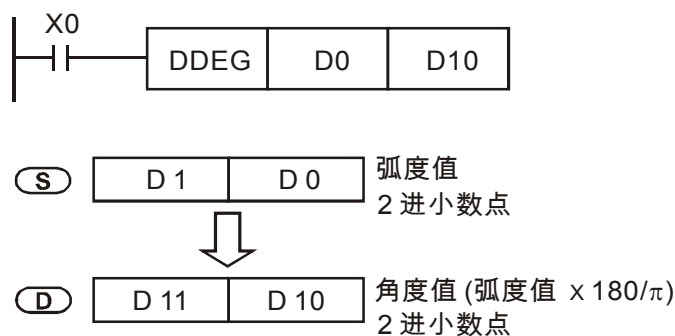 X0
DDEG D0 D10
S D 1 D 0 弧度值
2 进小数点
D D 11 D 10 角度值 (弧度值 x 180/π)
2 进小数点